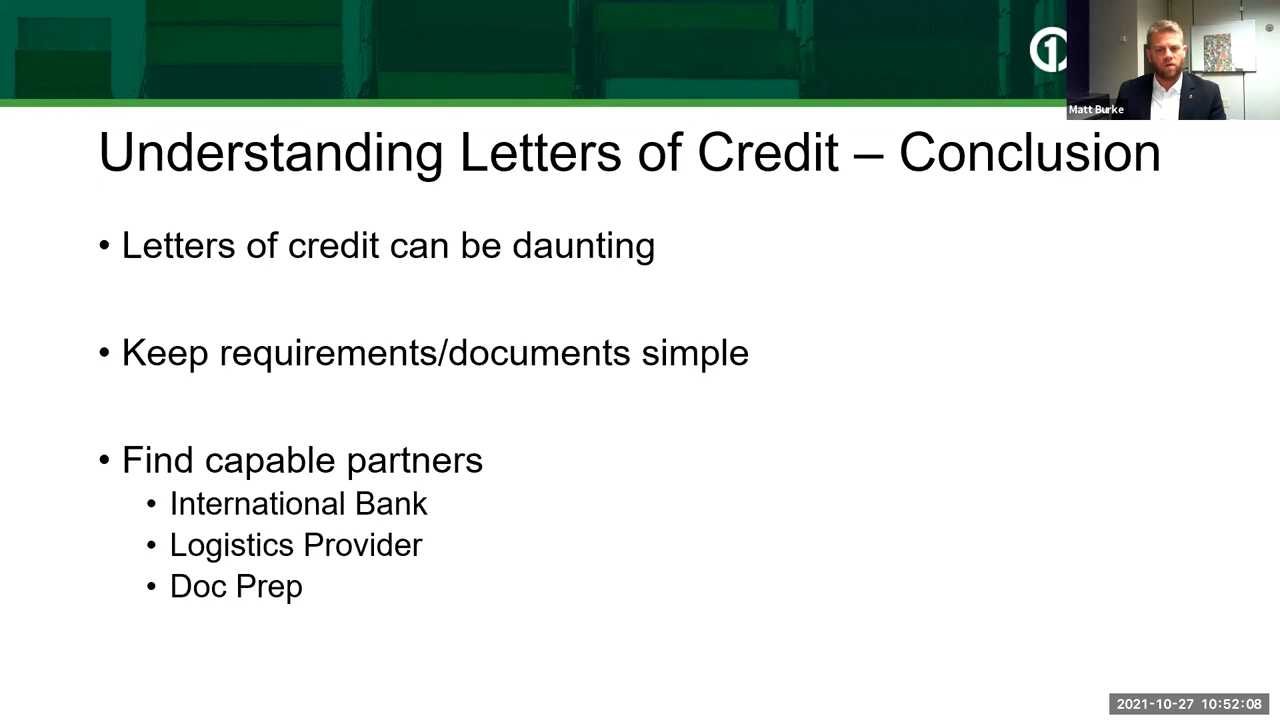 1
Matt Burke
Understanding Letters of Credit – Conclusion
• Letters of credit can be daunting
• Keep requirements/documents simple
• Find capable partners
• International Bank
• Logistics Provider
• Doc Prep
2021-10-27 10:52:08